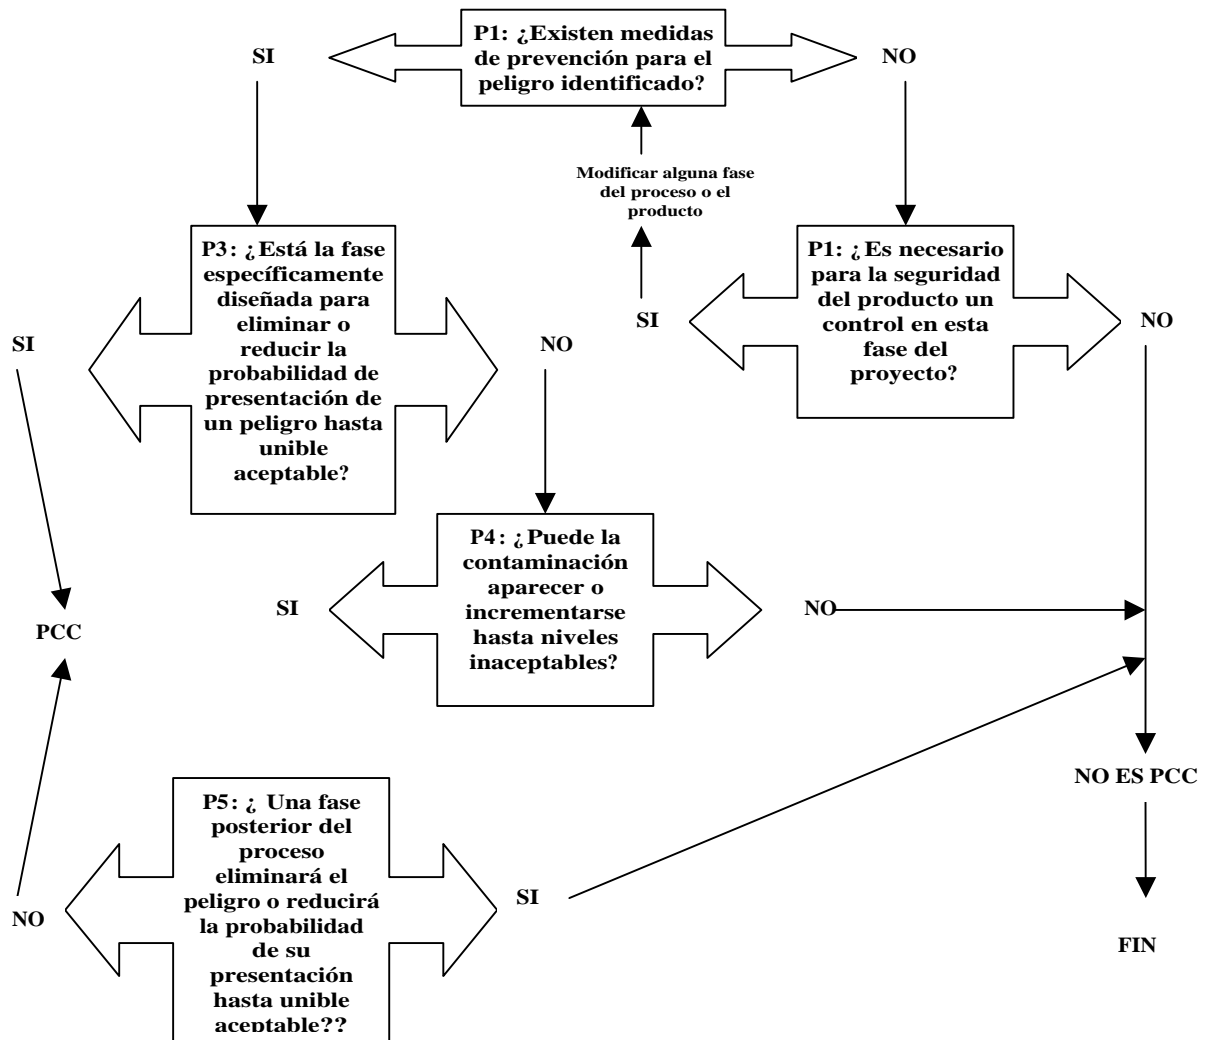 P1: ¿Existen medidas
de prevención para el
peligro identificado?
SI
NO
Modificar alguna fase
del proceso o el
producto
P3: ¿Está la fase
específicamente
diseñada para
eliminar o
reducir la
probabilidad de
presentación de
un peligro hasta
unible
aceptable?
P1: ¿Es necesario
para la seguridad
del producto un
control en esta
fase del
proyecto?
SI
NO
SI
NO
P4: ¿Puede la
contaminación
aparecer o
incrementarse
hasta niveles
inaceptables?
SI
NO
PCC
NO ES PCC
P5: ¿ Una fase
posterior del
proceso
eliminará el
peligro o reducirá
la probabilidad
de su
presentación
hasta unible
aceptable??
NO
SI
FIN